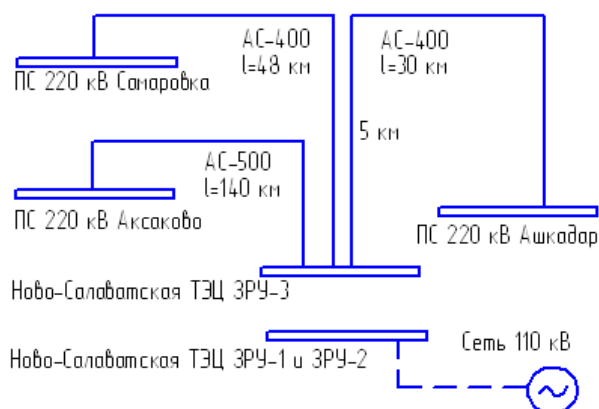 АС-400
l=48 км
АС-400
l=30 км
ПС 220 кВ Самаровка
5 км
АС-500
l=140 км
ПС 220 кВ Аксаково
ПС 220 кВ Ашкадар
Ново-Салаватская ТЭЦ ЗРУ-3
Сеть 110 кВ
Ново-Салаватская ТЭЦ ЗРУ-1 и ЗРУ-2